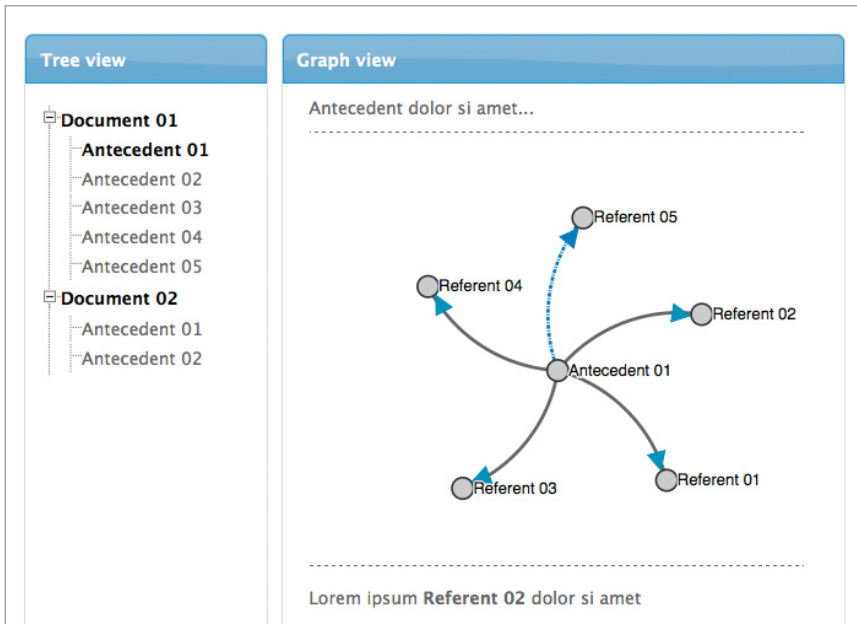 Tree view
Document 01
Antecedent 01
Antecedent 02
Antecedent 03
Antecedent 04
Antecedent 05
Document 02
Antecedent 01
Antecedent 02
Graph view
Antecedent dolor si amet...
Referent 05
Referent 04
Referent 02
Antecedent 01
Referent 03
Referent 01
Lorem ipsum Referent 02 dolor si amet